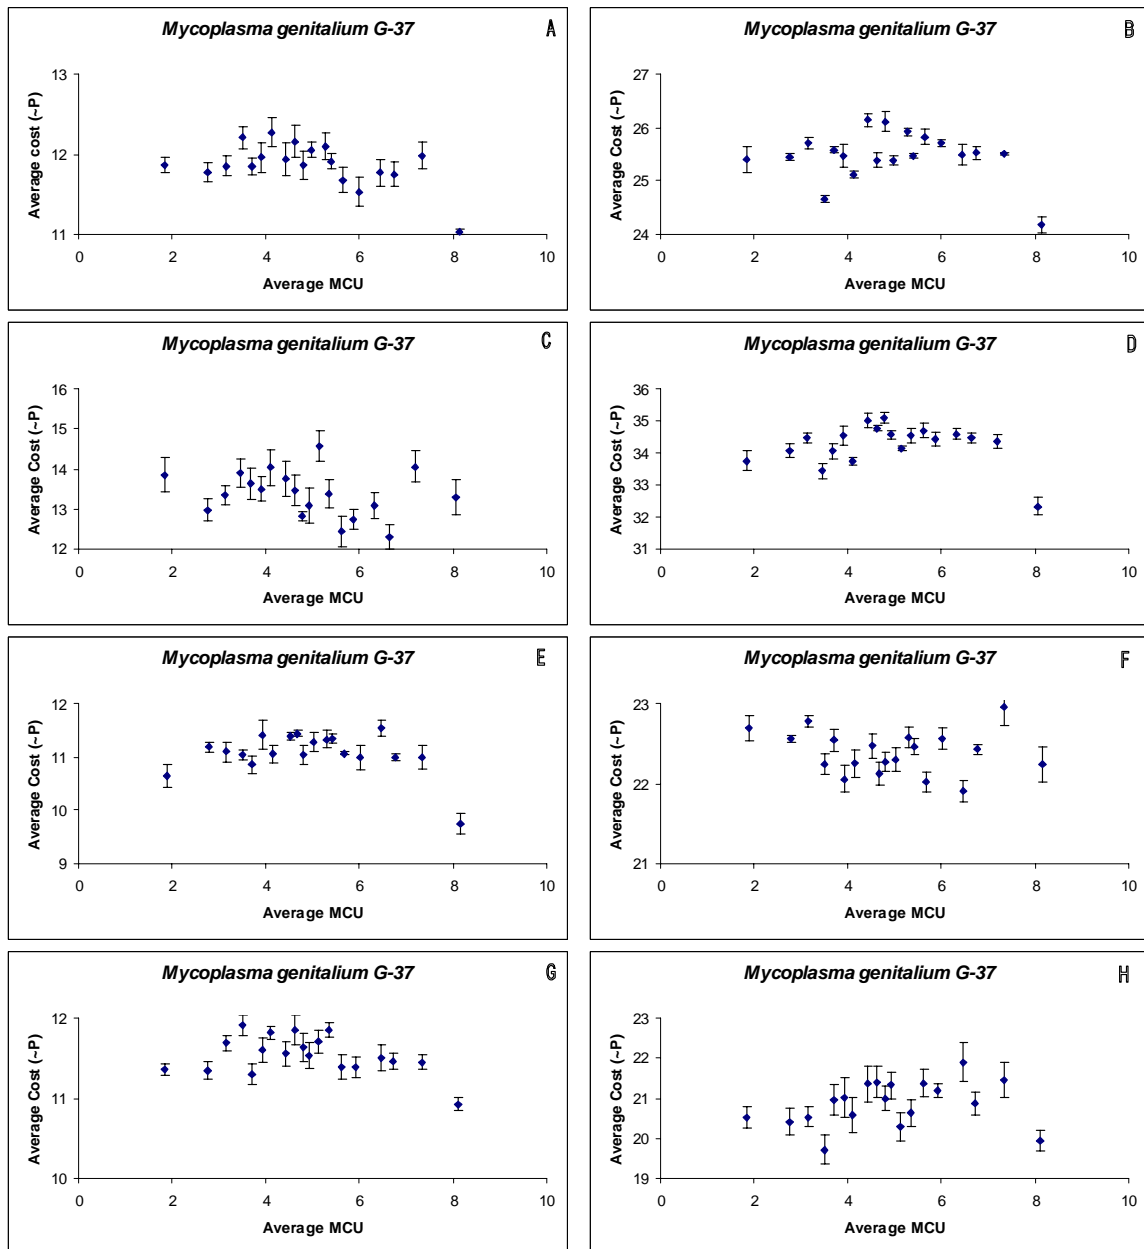 Mycoplasma genitalium G-37 A
13
12
11
0 2 4 6 8 10
Average cost (~P)
Average MCU
Mycoplasma genitalium G-37 B
27
26
25
24
0 2 4 6 8 10
Average Cost (~P)
Average MCU
Mycoplasma genitalium G-37 C
16
15
14
13
12
0 2 4 6 8 10
Average Cost (~P)
Average MCU
Mycoplasma genitalium G-37 D
36
35
34
33
32
31
0 2 4 6 8 10
Average Cost (~P)
Average MCU
Mycoplasma genitalium G-37 E
12
11
10
9
0 2 4 6 8 10
Average Cost (~P)
Average MCU
Mycoplasma genitalium G-37 F
23
22
21
0 2 4 6 8 10
Average Cost (~P)
Average MCU
Mycoplasma genitalium G-37 G
12
11
10
0 2 4 6 8 10
Average Cost (~P)
Average MCU
Mycoplasma genitalium G-37 H
23
22
21
20
19
0 2 4 6 8 10
Average Cost (~P)
Average MCU